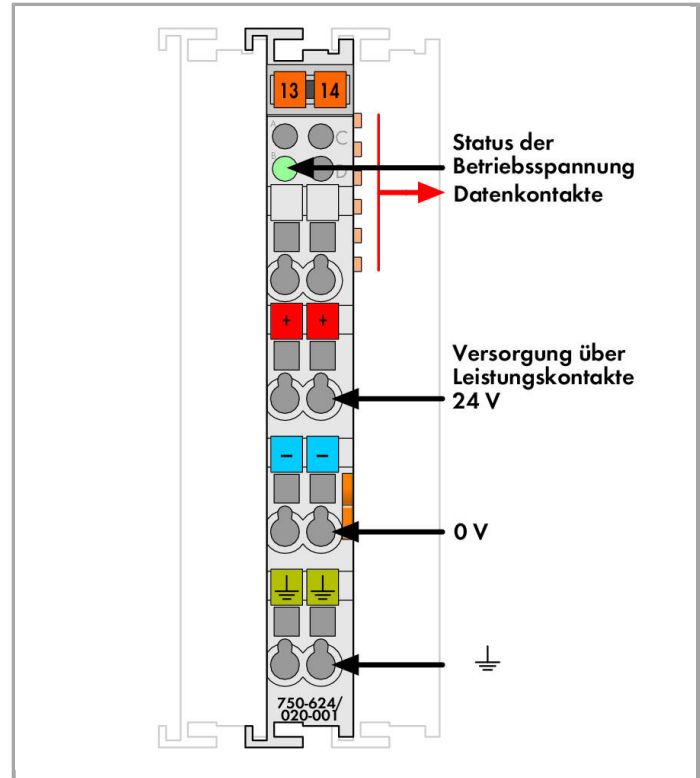 13 14
A
C
B
D
Status der
Betriebsspannung
Datenkontakte
+ +
Versorgung über
Leistungskontakte
24 V
– –
0 V
750-624/
020-001